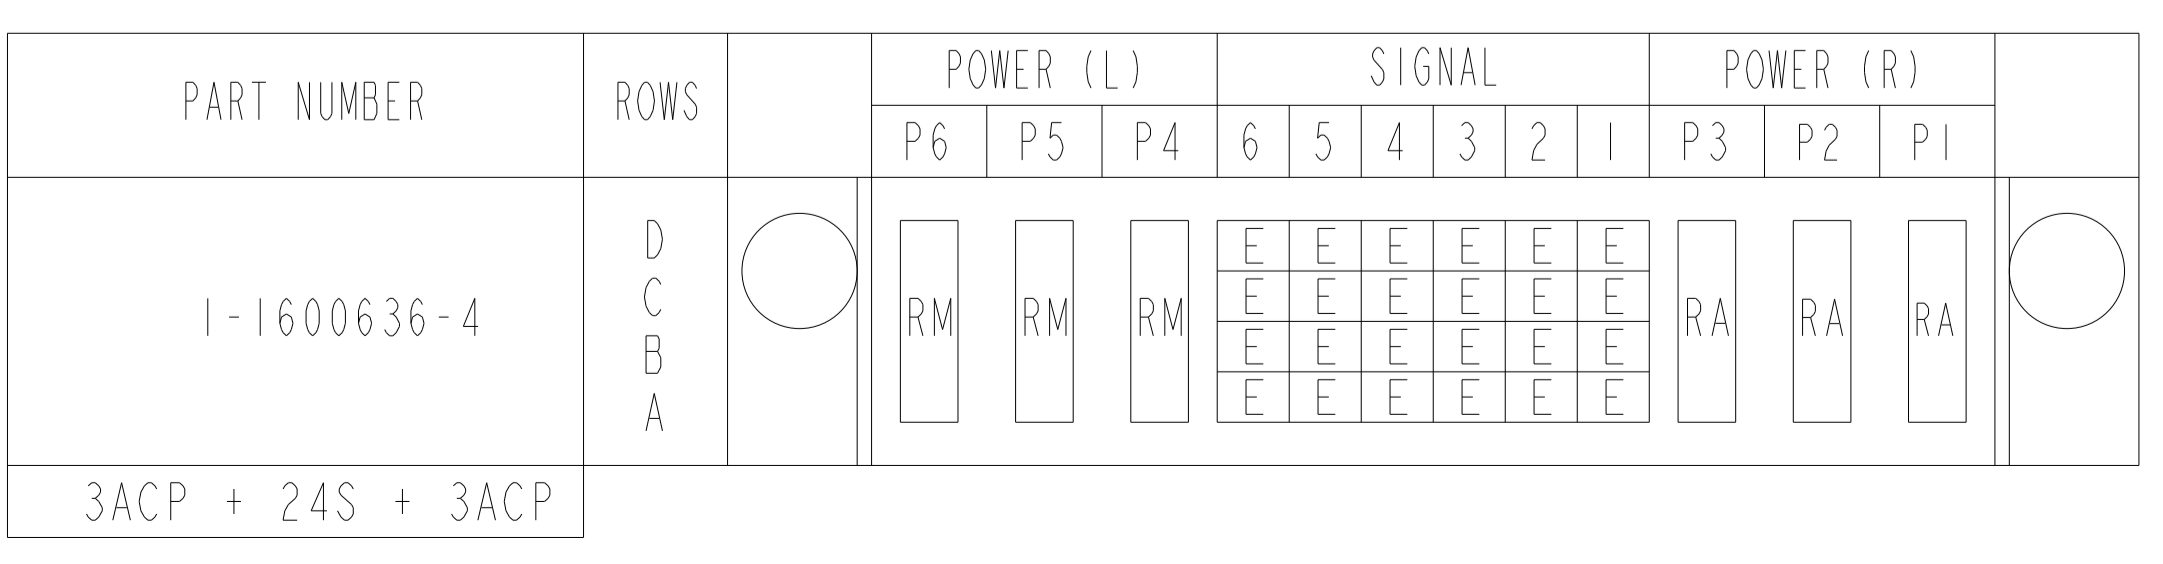 PART NUMBER ROWS POWER (L) SIGNAL POWER (R)
P6 P5 P4 6 5 4 3 2 1 P3 P2 P1
D E E E E E E
C E E E E E E
1-1600636-4 RM RM RM RA RA RA
B E E E E E E
A E E E E E E
3ACP + 24S + 3ACP